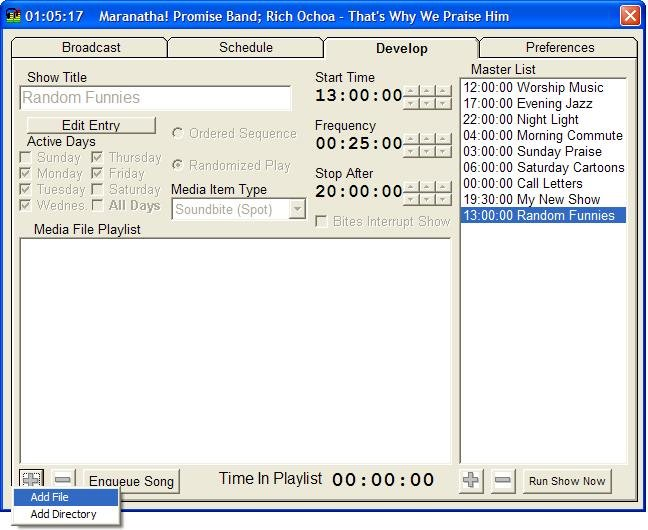 01:05:17 Maranatha! Promise Band; Rich Ochoa - That's Why We Praise Him
Broadcast
Schedule
Develop
Preferences
Show Title
Random Funnies
Edit Entry
Active Days
Sunday
Thursday
Monday
Friday
Tuesday
Saturday
Wednes.
All Days
Ordered Sequence
Randomized Play
Media Item Type
Soundbite (Spot)
Start Time
13:00:00
Frequency
00:25:00
Stop After
20:00:00
Bites Interrupt Show
Master List
12:00:00 Worship Music
17:00:00 Evening Jazz
22:00:00 Night Light
04:00:00 Morning Commute
03:00:00 Sunday Praise
06:00:00 Saturday Cartoons
00:00:00 Call Letters
19:30:00 My New Show
13:00:00 Random Funnies
Media File Playlist
Enqueue Song
Time In Playlist 00:00:00
Run Show Now
Add File
Add Directory